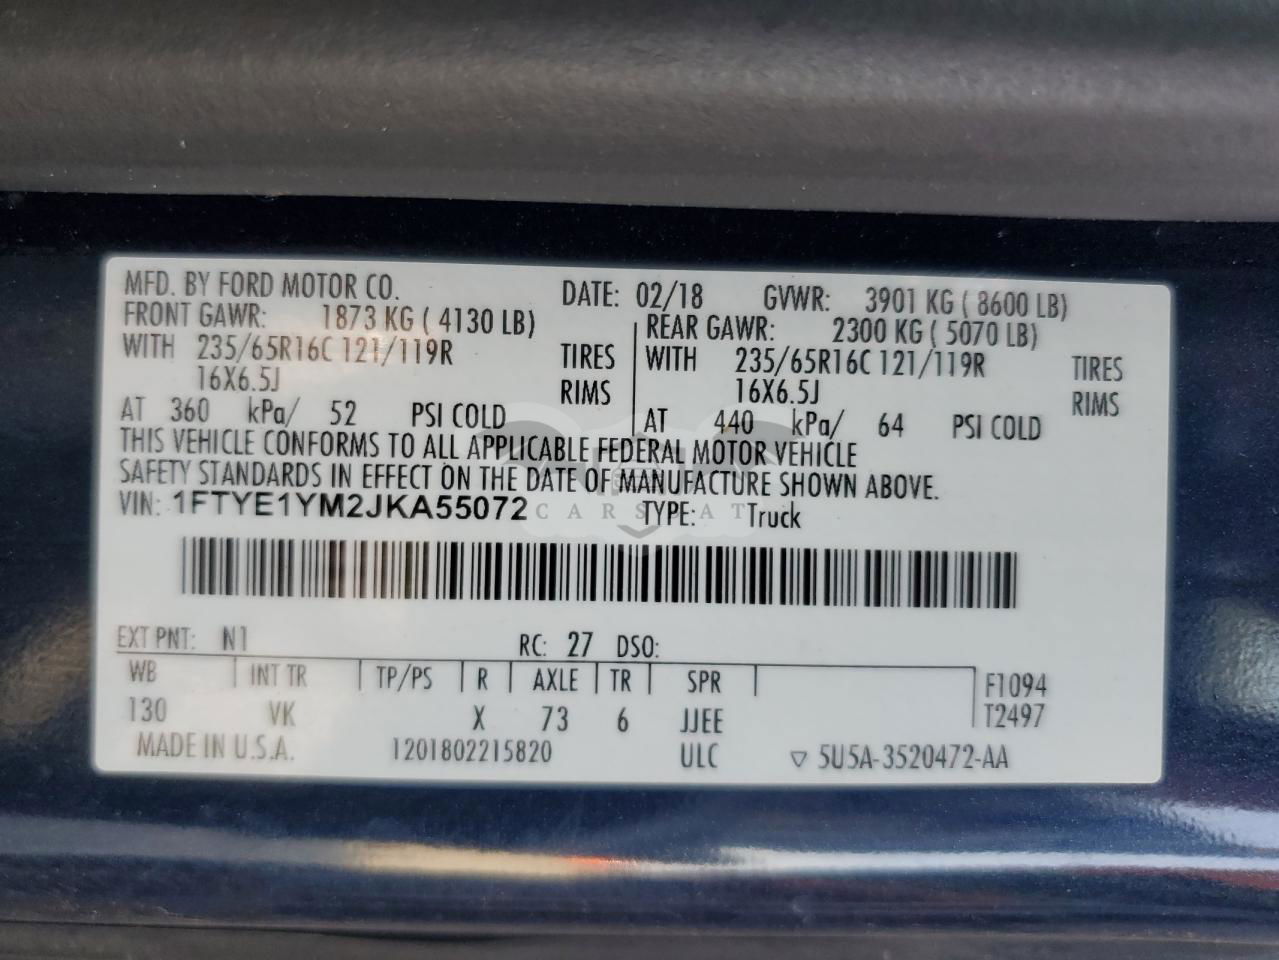 MFD. BY FORD MOTOR CO.
DATE: 02/18 GVWR: 3901 KG ( 8600 LB)
FRONT GAWR: 1873 KG ( 4130 LB)
REAR GAWR: 2300 KG ( 5070 LB)
WITH 235/65R16C 121/119R TIRES
WITH 235/65R16C 121/119R TIRES
16X6.5J RIMS
16X6.5J RIMS
AT 360 kPa/ 52 PSI COLD
AT 440 kPa/ 64 PSI COLD
THIS VEHICLE CONFORMS TO ALL APPLICABLE FEDERAL MOTOR VEHICLE
SAFETY STANDARDS IN EFFECT ON THE DATE OF MANUFACTURE SHOWN ABOVE.
VIN: 1FTYE1YM2JKA55072 TYPE: Truck
EXT PNT: N1 RC: 27 DSO:
WB INT TR TP/PS R AXLE TR SPR F1094
130 VK X 73 6 JJEE T2497
MADE IN U.S.A. 1201802215820 ULC ▽ 5U5A-3520472-AA